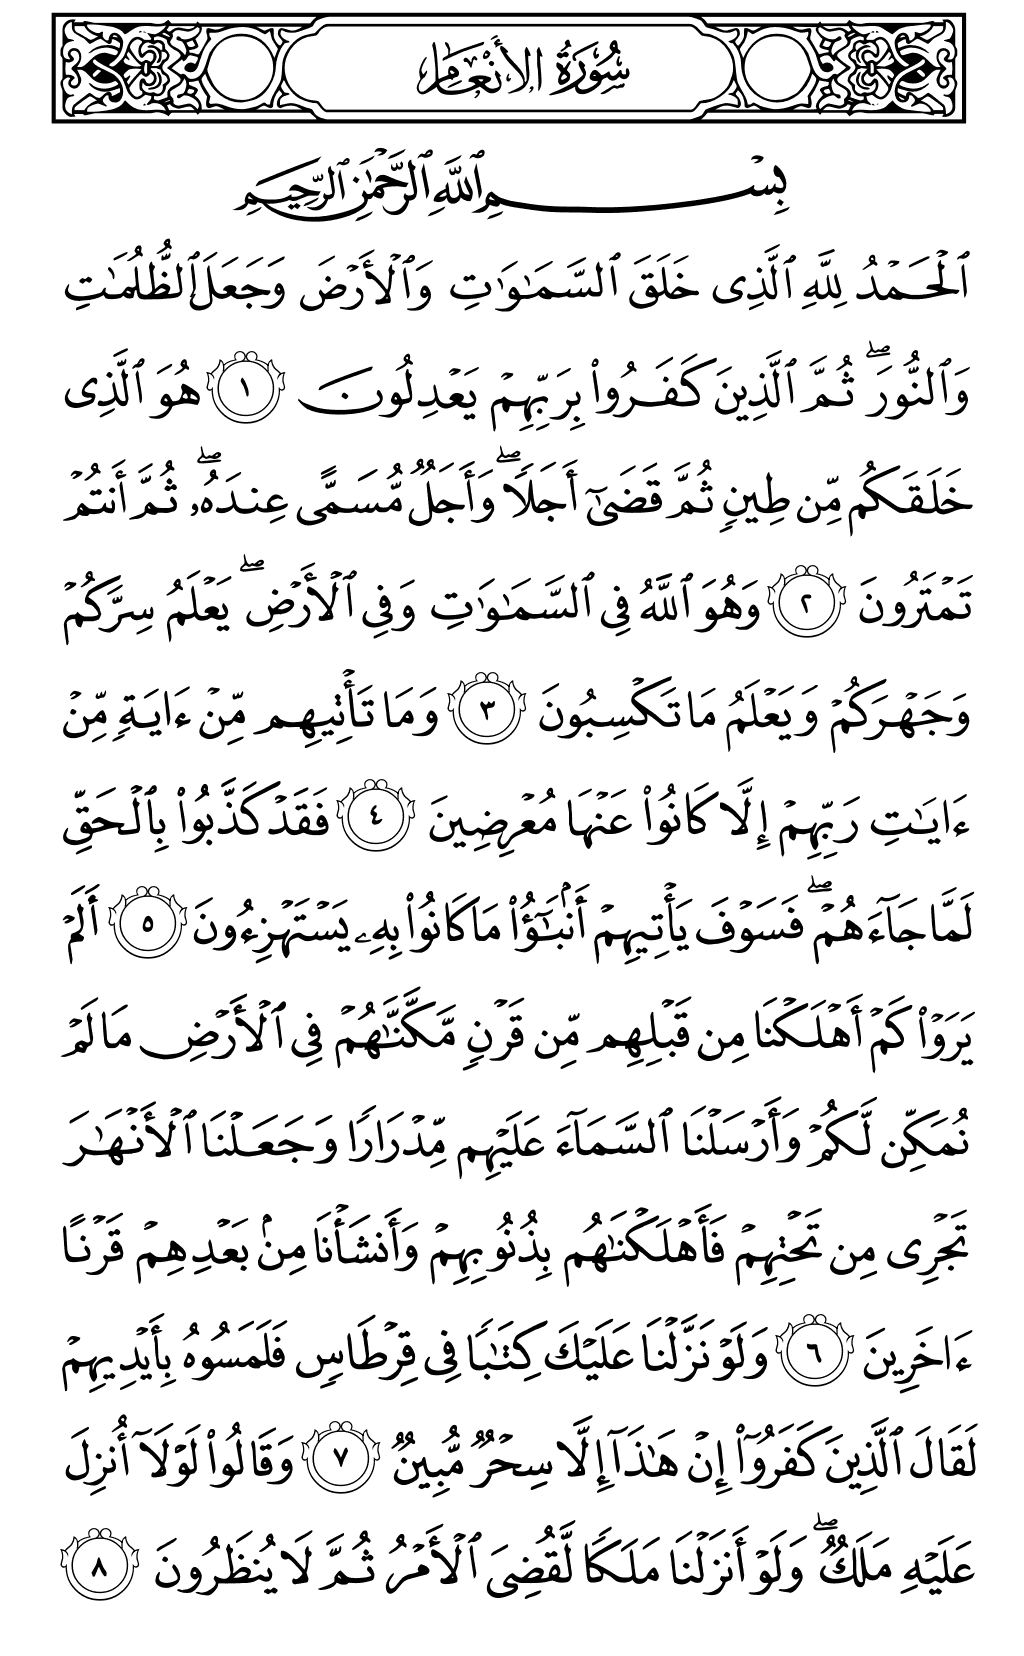 سُورَةُ الأَنْعَامِ
بِسْمِ ٱللَّهِ ٱلرَّحْمَٰنِ ٱلرَّحِيمِ
ٱلْحَمْدُ لِلَّهِ ٱلَّذِى خَلَقَ ٱلسَّمَٰوَٰتِ وَٱلْأَرْضَ وَجَعَلَ ٱلظُّلُمَٰتِ
وَٱلنُّورَ ۖ ثُمَّ ٱلَّذِينَ كَفَرُوا۟ بِرَبِّهِمْ يَعْدِلُونَ ١ هُوَ ٱلَّذِى
خَلَقَكُم مِّن طِينٍ ثُمَّ قَضَىٰٓ أَجَلًا ۖ وَأَجَلٌ مُّسَمًّى عِندَهُۥ ۖ ثُمَّ أَنتُمْ
تَمْتَرُونَ ٢ وَهُوَ ٱللَّهُ فِى ٱلسَّمَٰوَٰتِ وَفِى ٱلْأَرْضِ ۖ يَعْلَمُ سِرَّكُمْ
وَجَهْرَكُمْ وَيَعْلَمُ مَا تَكْسِبُونَ ٣ وَمَا تَأْتِيهِم مِّنْ ءَايَةٍ مِّنْ
ءَايَٰتِ رَبِّهِمْ إِلَّا كَانُوا۟ عَنْهَا مُعْرِضِينَ ٤ فَقَدْ كَذَّبُوا۟ بِٱلْحَقِّ
لَمَّا جَآءَهُمْ ۖ فَسَوْفَ يَأْتِيهِمْ أَنۢبَٰٓؤُا۟ مَا كَانُوا۟ بِهِۦ يَسْتَهْزِءُونَ ٥ أَلَمْ
يَرَوْا۟ كَمْ أَهْلَكْنَا مِن قَبْلِهِم مِّن قَرْنٍ مَّكَّنَّٰهُمْ فِى ٱلْأَرْضِ مَا لَمْ
نُمَكِّن لَّكُمْ وَأَرْسَلْنَا ٱلسَّمَآءَ عَلَيْهِم مِّدْرَارًا وَجَعَلْنَا ٱلْأَنْهَٰرَ
تَجْرِى مِن تَحْتِهِمْ فَأَهْلَكْنَٰهُم بِذُنُوبِهِمْ وَأَنشَأْنَا مِنۢ بَعْدِهِمْ قَرْنًا
ءَاخَرِينَ ٦ وَلَوْ نَزَّلْنَا عَلَيْكَ كِتَٰبًا فِى قِرْطَاسٍ فَلَمَسُوهُ بِأَيْدِيهِمْ
لَقَالَ ٱلَّذِينَ كَفَرُوٓا۟ إِنْ هَٰذَآ إِلَّا سِحْرٌ مُّبِينٌ ٧ وَقَالُوا۟ لَوْلَآ أُنزِلَ
عَلَيْهِ مَلَكٌ ۖ وَلَوْ أَنزَلْنَا مَلَكًا لَّقُضِىَ ٱلْأَمْرُ ثُمَّ لَا يُنظَرُونَ ٨